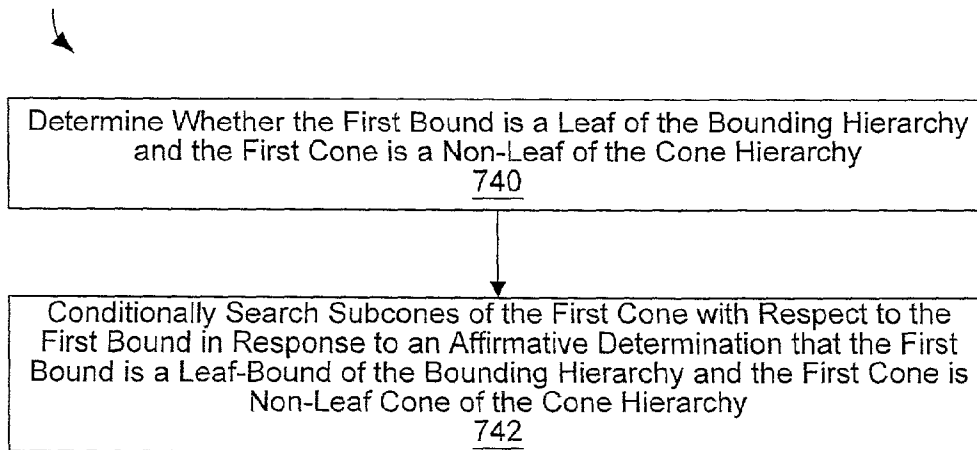 Determine Whether the First Bound is a Leaf of the Bounding Hierarchy
and the First Cone is a Non-Leaf of the Cone Hierarchy
740
Conditionally Search Subcones of the First Cone with Respect to the
First Bound in Response to an Affirmative Determination that the First
Bound is a Leaf-Bound of the Bounding Hierarchy and the First Cone is
Non-Leaf Cone of the Cone Hierarchy
742